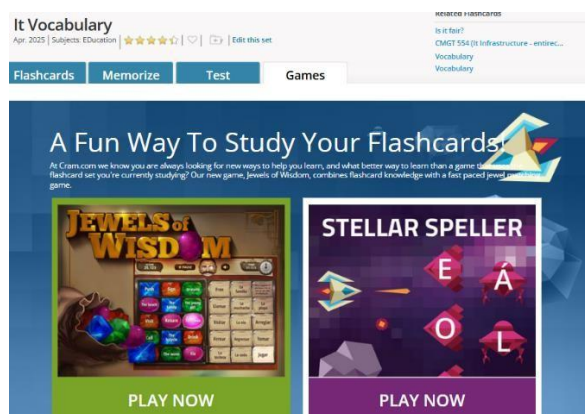 It Vocabulary
Apr. 2025 | Subjects: EDucation | Edit this set
Related Flashcards
Is it fair?
CMGT 554 (It Infrastructure - entirec...
Vocabulary
Vocabulary
Flashcards Memorize Test Games
A Fun Way To Study Your Flashcards!
At Cram.com we know you are always looking for new ways to help you learn, and what better way to learn than a game
flashcard set you're currently studying? Our new game, Jewels of Wisdom, combines flashcard knowledge with a fast paced jewel
game.
JEWELS of
WISDOM
STELLAR SPELLER
E Á
O L
PLAY NOW
PLAY NOW